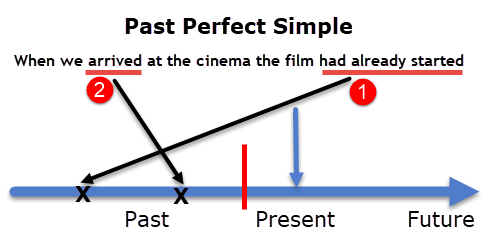 Past Perfect Simple
When we arrived at the cinema the film had already started
2 1
X X
Past Present Future